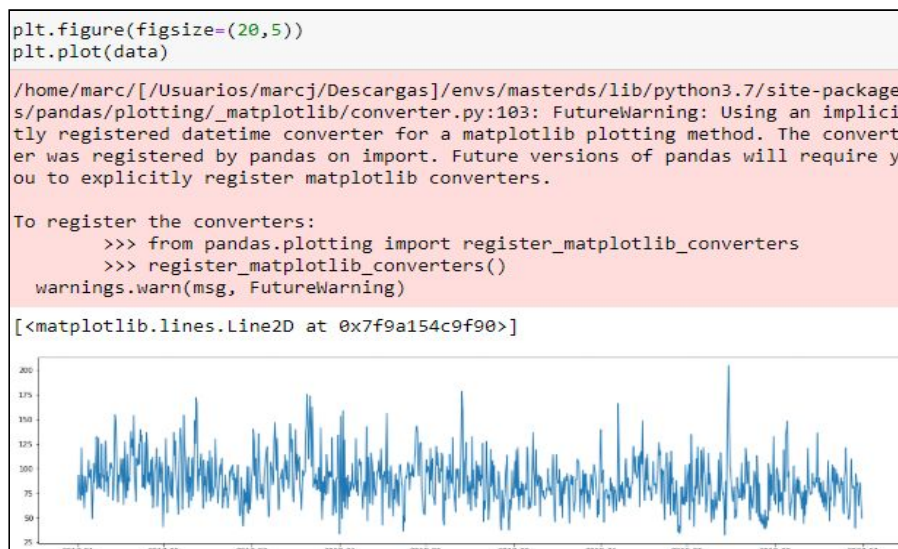 plt.figure(figsize=(20,5))
plt.plot(data)
/home/marc/[/Usuarios/marcj/Descargas]/envs/masterds/lib/python3.7/site-package
s/pandas/plotting/_matplotlib/converter.py:103: FutureWarning: Using an implici
tly registered datetime converter for a matplotlib plotting method. The convert
er was registered by pandas on import. Future versions of pandas will require y
ou to explicitly register matplotlib converters.
To register the converters:
>>> from pandas.plotting import register_matplotlib_converters
>>> register_matplotlib_converters()
warnings.warn(msg, FutureWarning)
[<matplotlib.lines.Line2D at 0x7f9a154c9f90>]
200
175
150
125
100
75
50
25